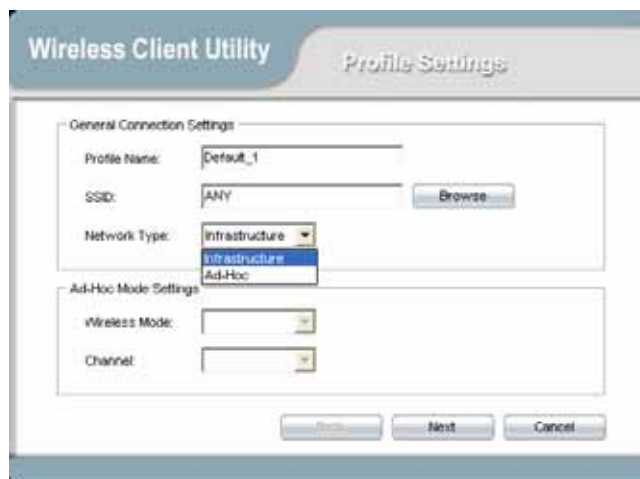 Wireless Client Utility
Profile Settings
General Connection Settings
Profile Name: Default_1
SSID: ANY Browse
Network Type: Infrastructure
Infrastructure
Ad-Hoc
Ad-Hoc Mode Settings
Wireless Mode:
Channel:
Back Next Cancel